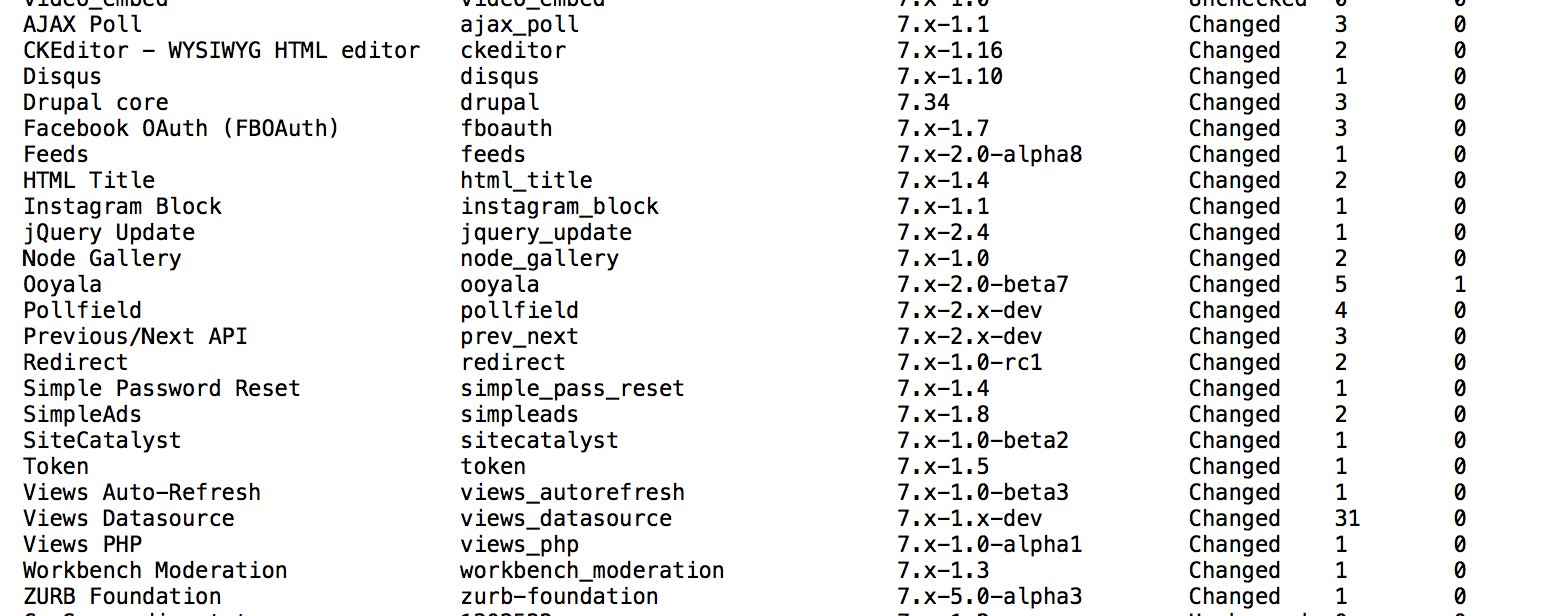 video_embed video_embed 7.x-1.0 Unchecked 0 0
AJAX Poll ajax_poll 7.x-1.1 Changed 3 0
CKEditor - WYSIWYG HTML editor ckeditor 7.x-1.16 Changed 2 0
Disqus disqus 7.x-1.10 Changed 1 0
Drupal core drupal 7.34 Changed 3 0
Facebook OAuth (FBOAuth) fboauth 7.x-1.7 Changed 3 0
Feeds feeds 7.x-2.0-alpha8 Changed 1 0
HTML Title html_title 7.x-1.4 Changed 2 0
Instagram Block instagram_block 7.x-1.1 Changed 1 0
jQuery Update jquery_update 7.x-2.4 Changed 1 0
Node Gallery node_gallery 7.x-1.0 Changed 2 0
Ooyala ooyala 7.x-2.0-beta7 Changed 5 1
Pollfield pollfield 7.x-2.x-dev Changed 4 0
Previous/Next API prev_next 7.x-2.x-dev Changed 3 0
Redirect redirect 7.x-1.0-rc1 Changed 2 0
Simple Password Reset simple_pass_reset 7.x-1.4 Changed 1 0
SimpleAds simpleads 7.x-1.8 Changed 2 0
SiteCatalyst sitecatalyst 7.x-1.0-beta2 Changed 1 0
Token token 7.x-1.5 Changed 1 0
Views Auto-Refresh views_autorefresh 7.x-1.0-beta3 Changed 1 0
Views Datasource views_datasource 7.x-1.x-dev Changed 31 0
Views PHP views_php 7.x-1.0-alpha1 Changed 1 0
Workbench Moderation workbench_moderation 7.x-1.3 Changed 1 0
ZURB Foundation zurb-foundation 7.x-5.0-alpha3 Changed 1 0